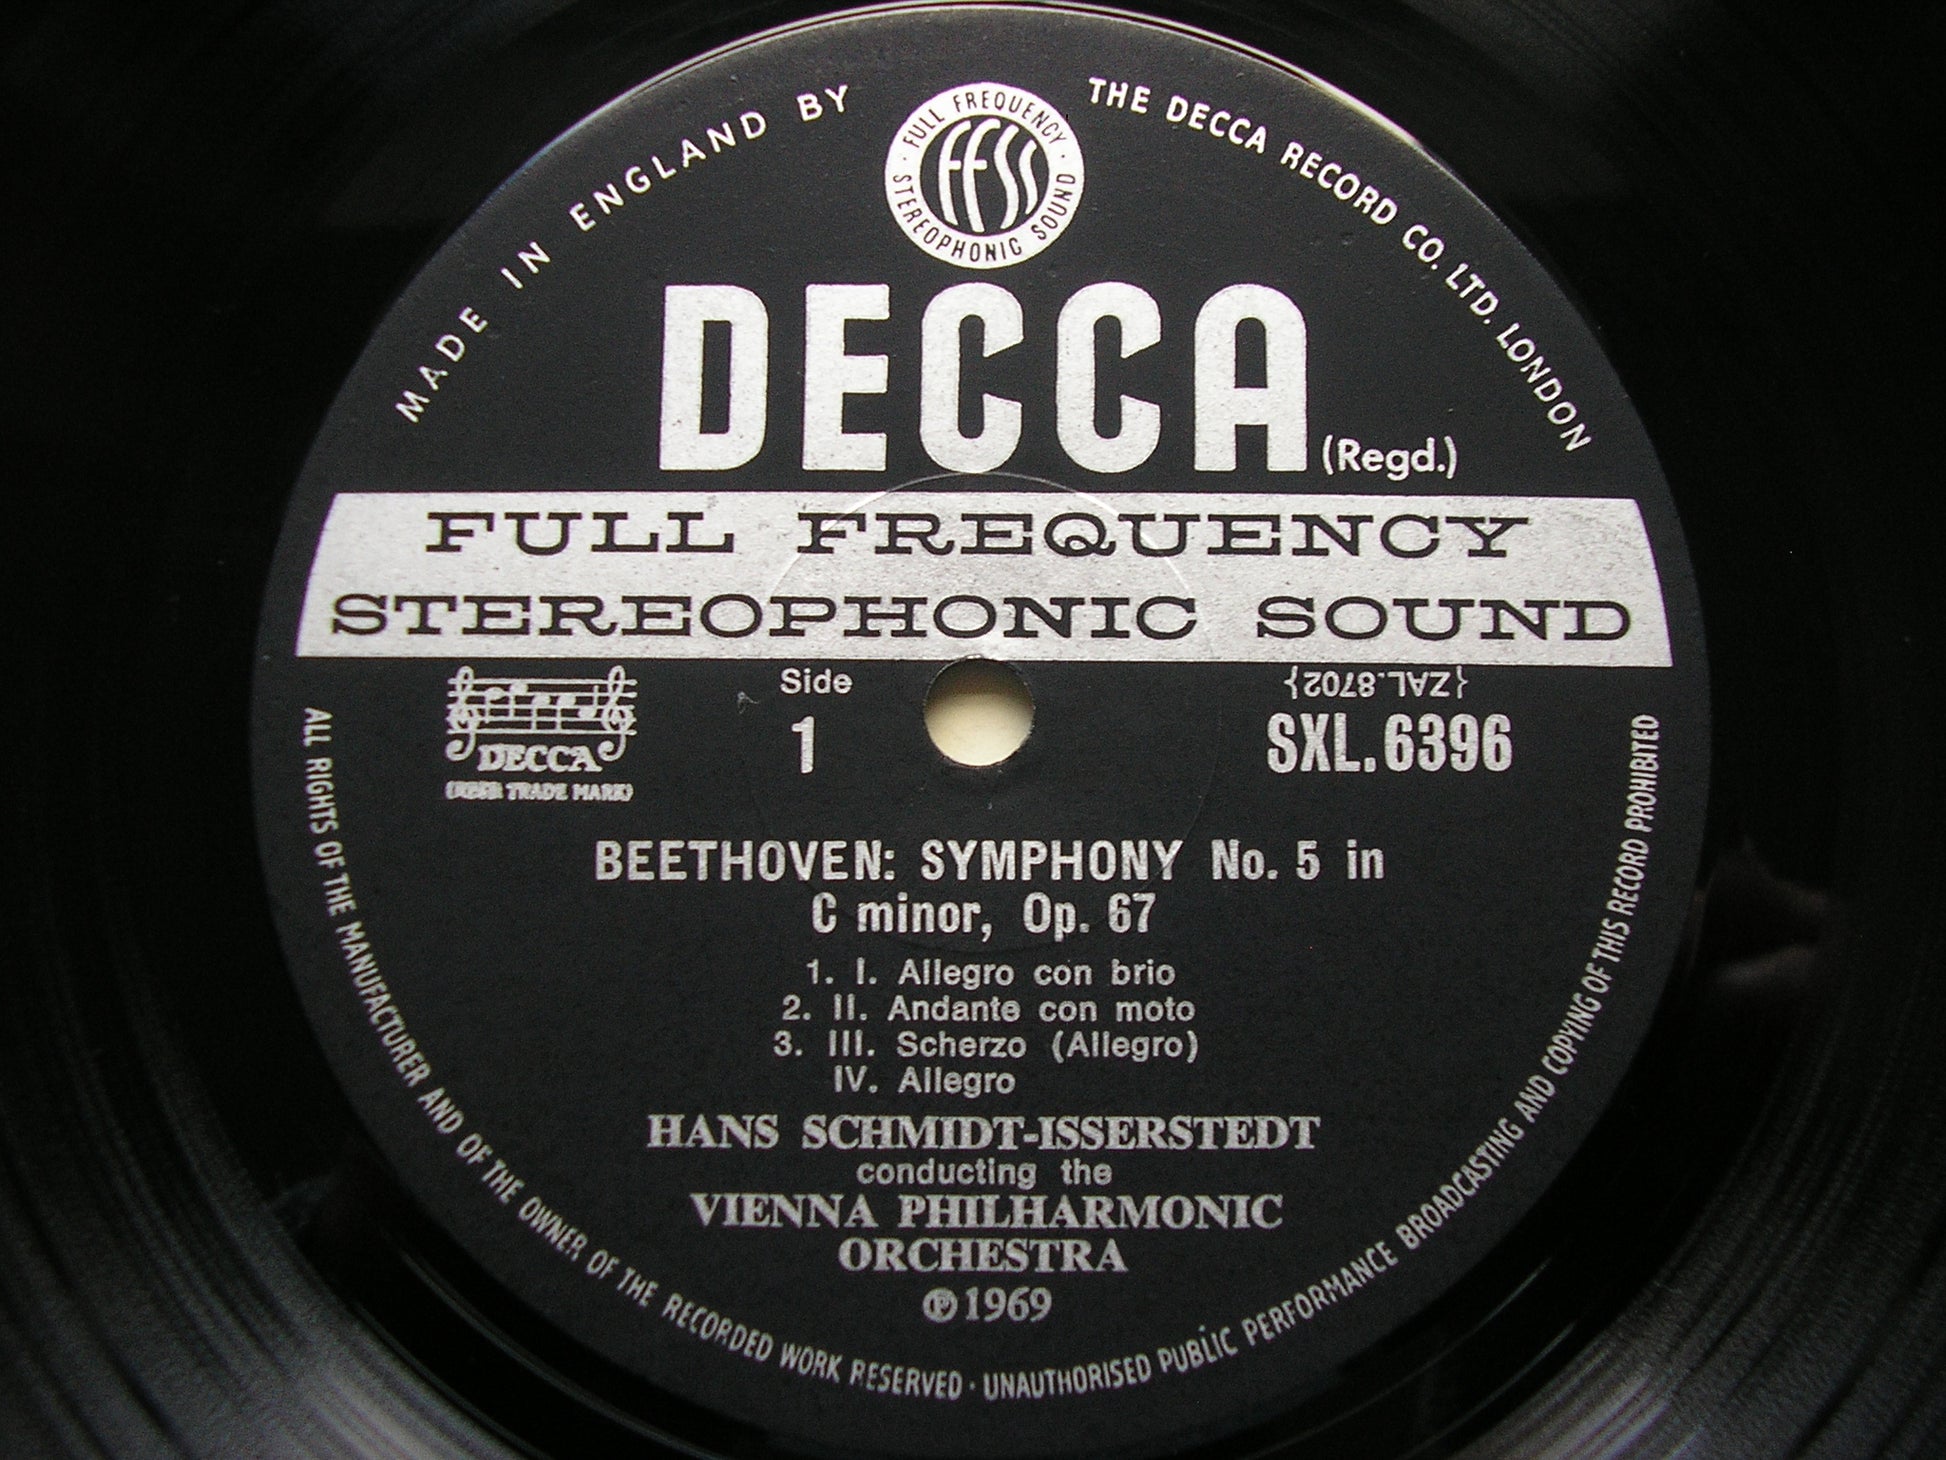 MADE IN ENGLAND BY
THE DECCA RECORD CO. LTD. LONDON
FULL FREQUENCY
FFSS
STEREOPHONIC SOUND
DECCA (Regd.)
FULL FREQUENCY
STEREOPHONIC SOUND
DECCA
TRADE MARK)
Side
1
{ZAL.8702}
SXL.6396
BEETHOVEN: SYMPHONY No. 5 in
C minor, Op. 67
1. I. Allegro con brio
2. II. Andante con moto
3. III. Scherzo (Allegro)
IV. Allegro
HANS SCHMIDT-ISSERSTEDT
conducting the
VIENNA PHILHARMONIC
ORCHESTRA
℗1969
ALL RIGHTS OF THE MANUFACTURER AND OF THE OWNER OF THE RECORDED WORK RESERVED · UNAUTHORISED PUBLIC PERFORMANCE BROADCASTING AND COPYING OF THIS RECORD PROHIBITED